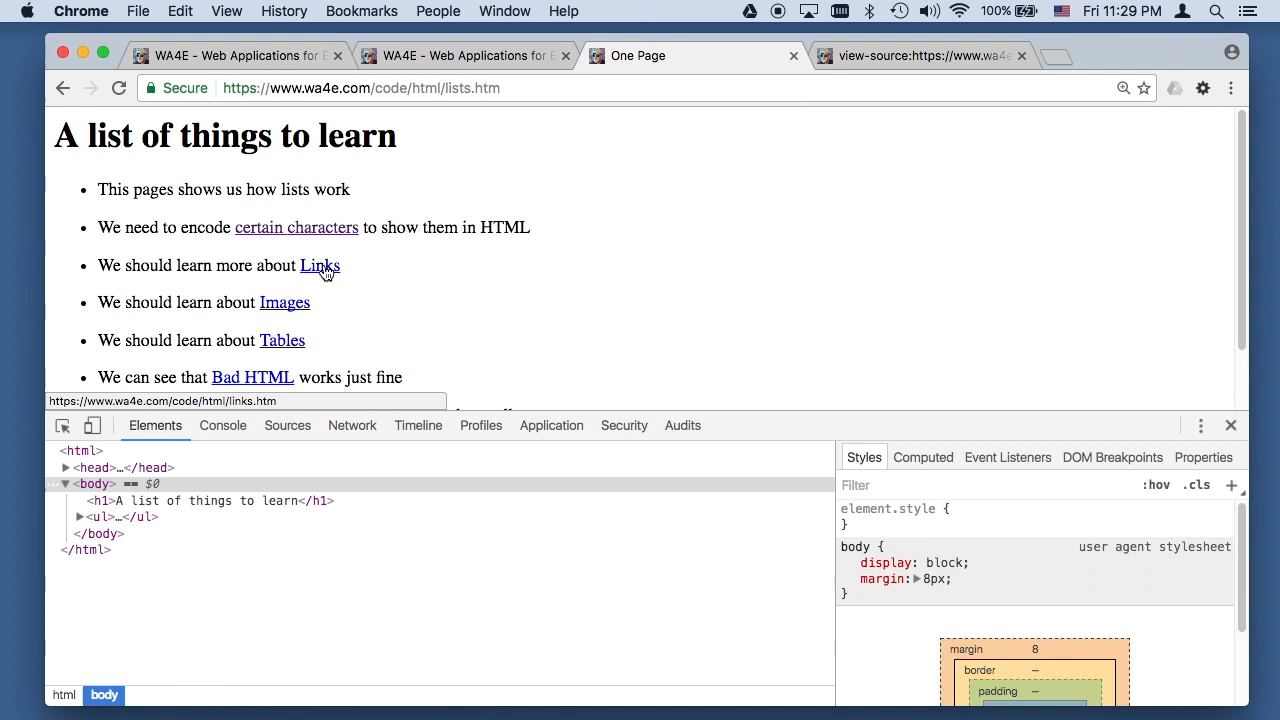 Chrome File Edit View History Bookmarks People Window Help 100% Fri 11:29 PM
WA4E - Web Applications for E WA4E - Web Applications for E One Page view-source:https://www.wa4e
Secure https://www.wa4e.com/code/html/lists.htm
A list of things to learn
• This pages shows us how lists work
• We need to encode certain characters to show them in HTML
• We should learn more about Links
• We should learn about Images
• We should learn about Tables
• We can see that Bad HTML works just fine
https://www.wa4e.com/code/html/links.htm
Elements Console Sources Network Timeline Profiles Application Security Audits
<html>
<head>…</head>
<body> == $0
<h1>A list of things to learn</h1>
<ul>…</ul>
</body>
</html>
html body
Styles Computed Event Listeners DOM Breakpoints Properties
Filter :hov .cls +
element.style {
}
body { user agent stylesheet
display: block;
margin: 8px;
}
margin 8
border –
padding –